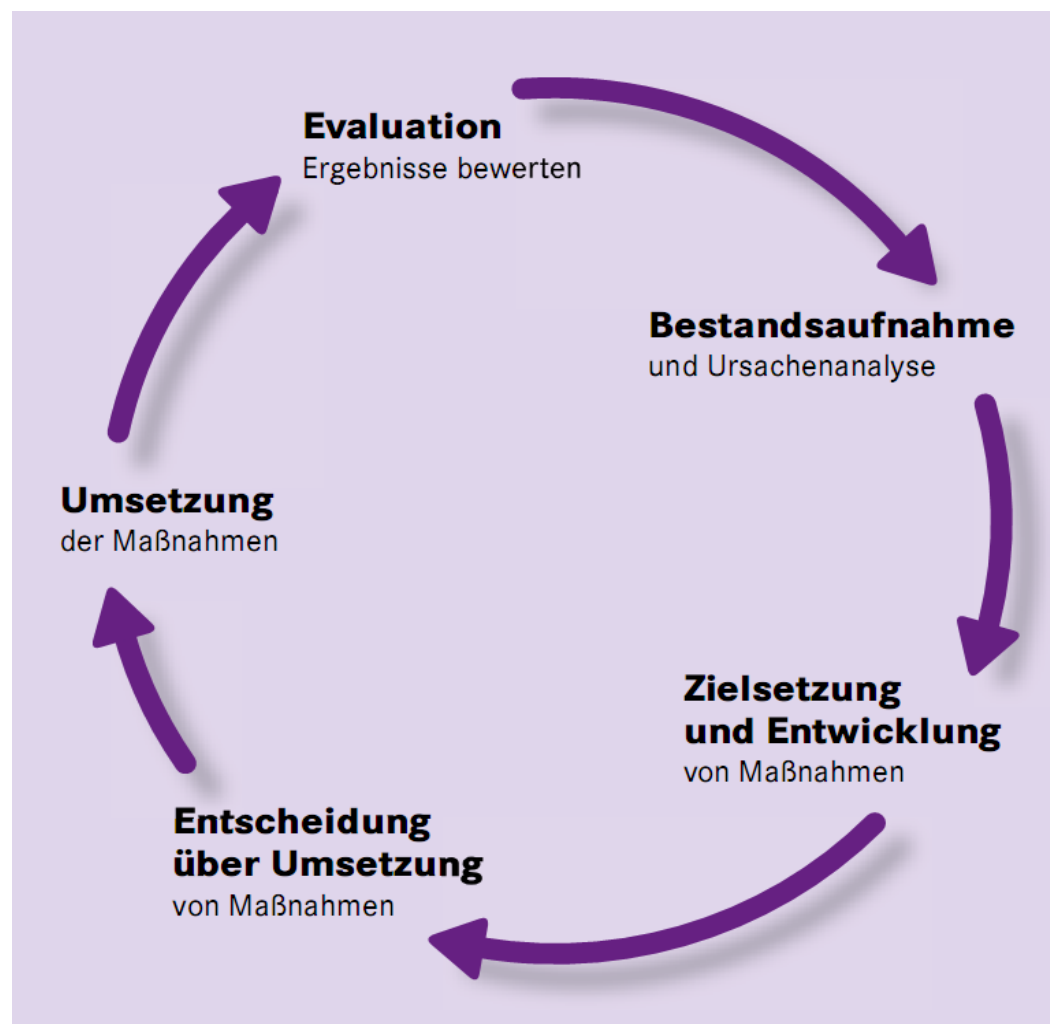 Evaluation
Ergebnisse bewerten
Bestandsaufnahme
und Ursachenanalyse
Umsetzung
der Maßnahmen
Zielsetzung
und Entwicklung
von Maßnahmen
Entscheidung
über Umsetzung
von Maßnahmen